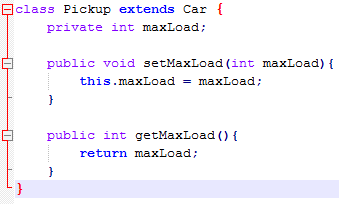 class Pickup extends Car {
    private int maxLoad;

    public void setMaxLoad(int maxLoad){
        this.maxLoad = maxLoad;
    }

    public int getMaxLoad(){
        return maxLoad;
    }
}